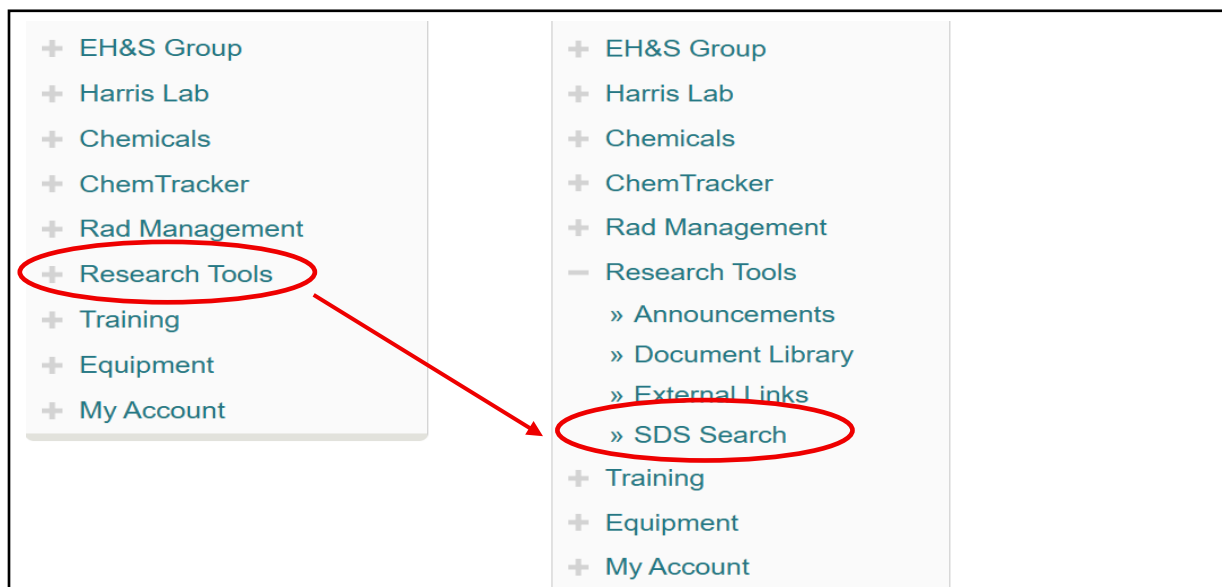 EH&S Group
Harris Lab
Chemicals
ChemTracker
Rad Management
Research Tools
Training
Equipment
My Account
EH&S Group
Harris Lab
Chemicals
ChemTracker
Rad Management
Research Tools
» Announcements
» Document Library
» External Links
» SDS Search
Training
Equipment
My Account